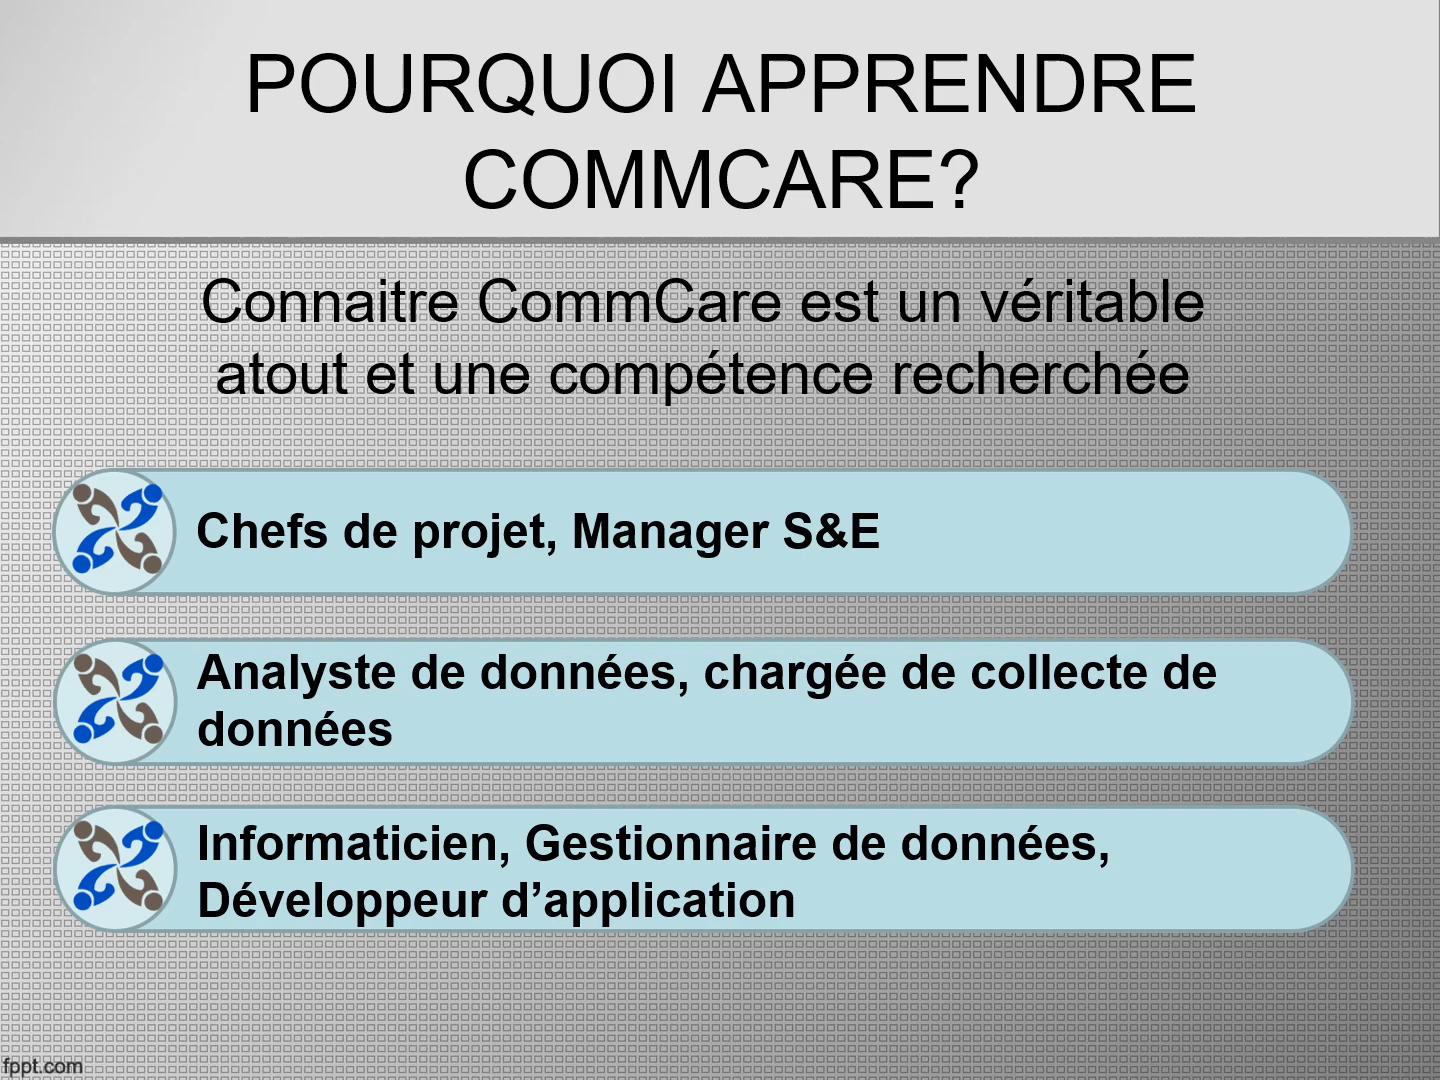 POURQUOI APPRENDRE
COMMCARE?
Connaitre CommCare est un véritable
atout et une compétence recherchée
Chefs de projet, Manager S&E
Analyste de données, chargée de collecte de
données
Informaticien, Gestionnaire de données,
Développeur d’application
fppt.com